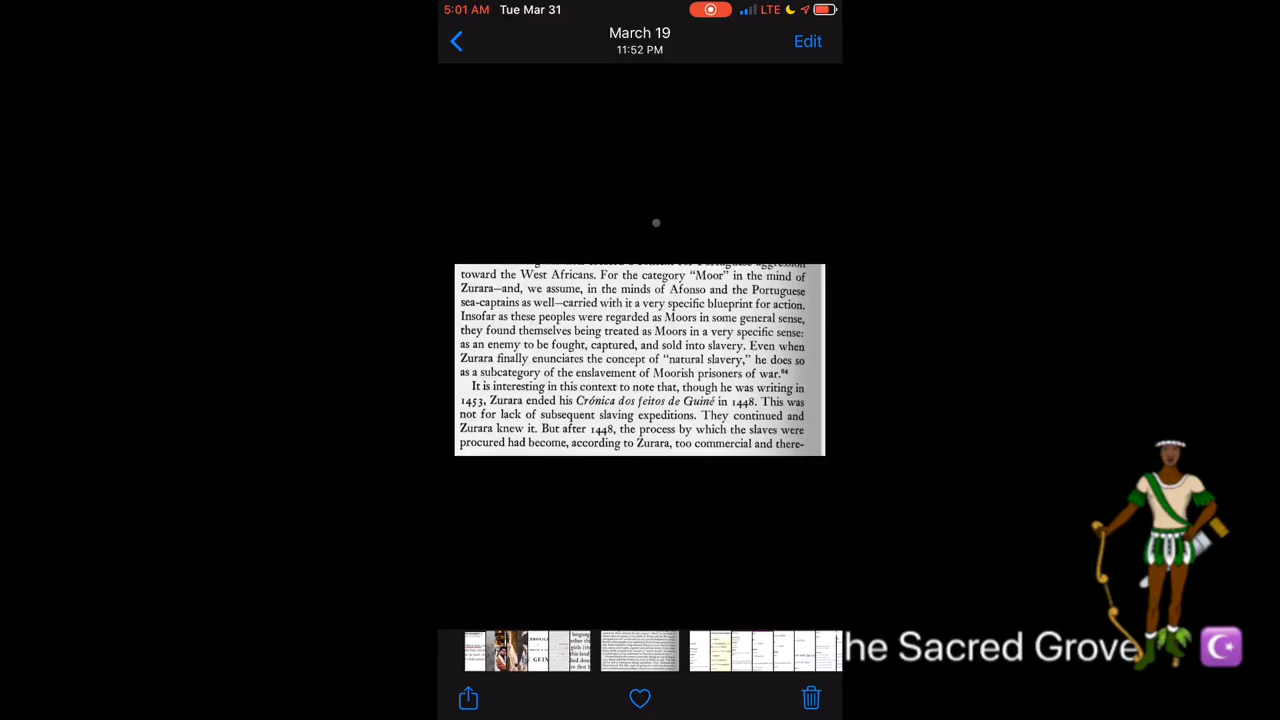 5:01 AM Tue Mar 31 LTE
March 19
11:52 PM
Edit
Portuguese aggression
toward the West Africans. For the category “Moor” in the mind of
Zurara—and, we assume, in the minds of Afonso and the Portuguese
sea-captains as well—carried with it a very specific blueprint for action.
Insofar as these peoples were regarded as Moors in some general sense,
they found themselves being treated as Moors in a very specific sense:
as an enemy to be fought, captured, and sold into slavery. Even when
Zurara finally enunciates the concept of “natural slavery,” he does so
as a subcategory of the enslavement of Moorish prisoners of war.⁶⁴
It is interesting in this context to note that, though he was writing in
1453, Zurara ended his Crónica dos feitos de Guiné in 1448. This was
not for lack of subsequent slaving expeditions. They continued and
Zurara knew it. But after 1448, the process by which the slaves were
procured had become, according to Zurara, too commercial and there-
he Sacred Grove